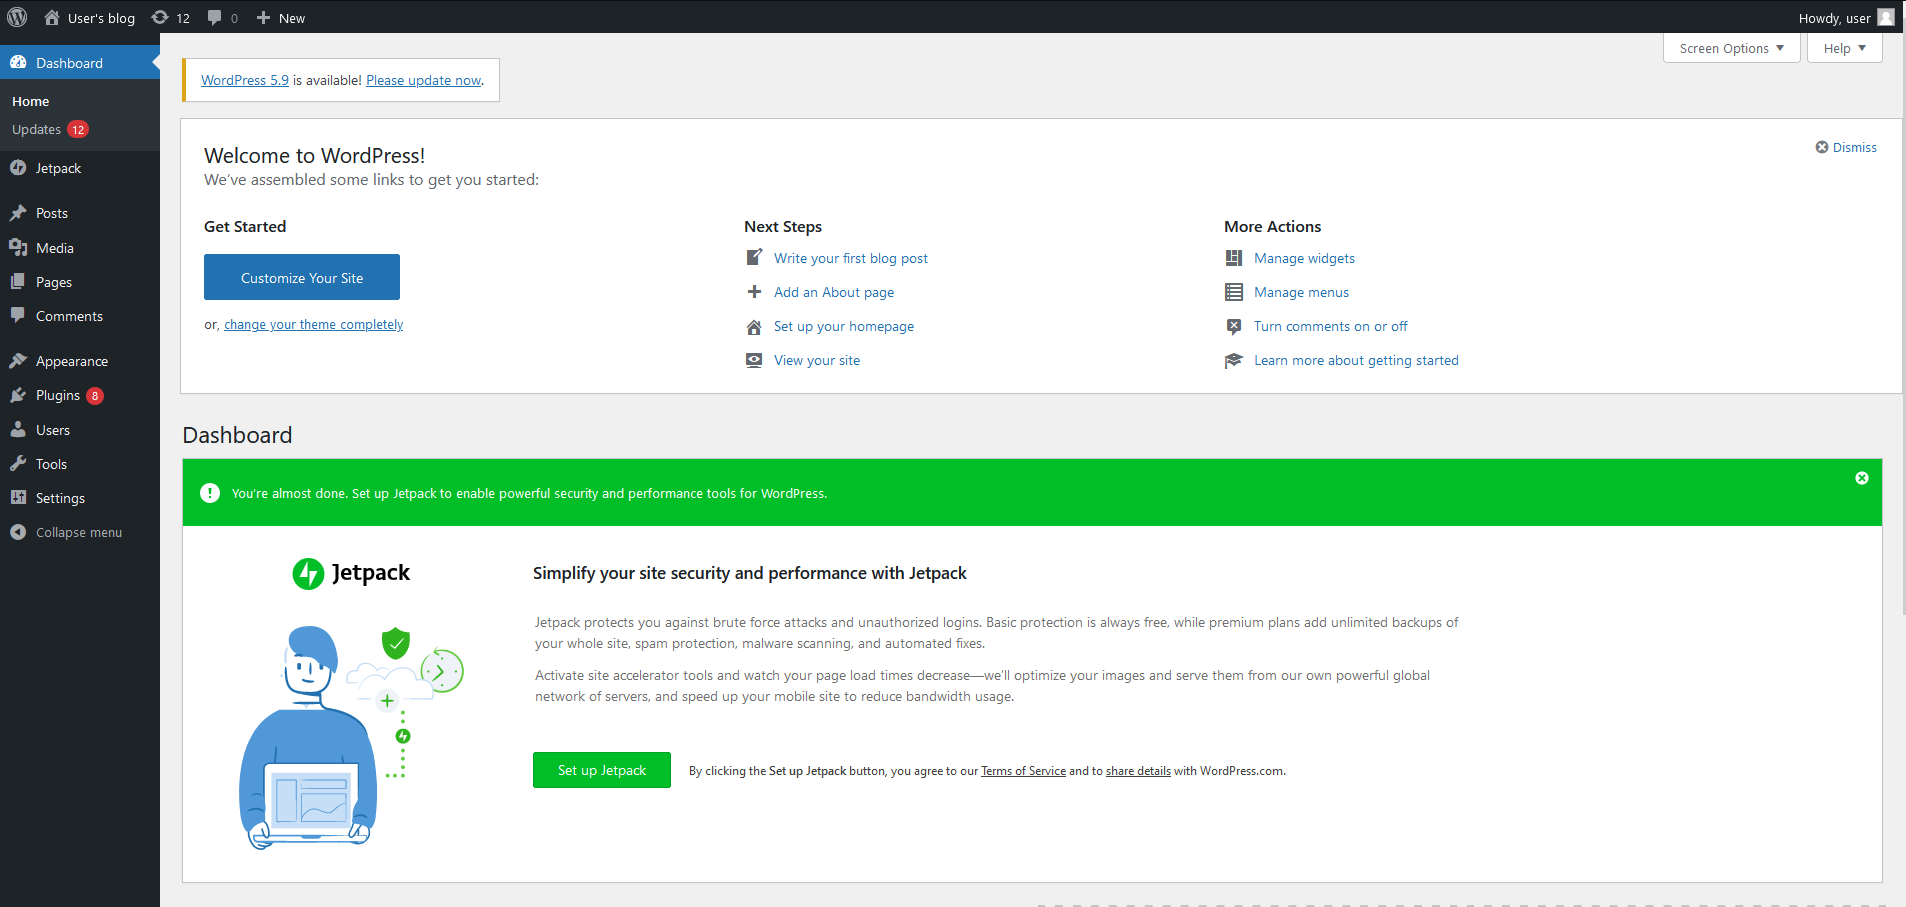 User's blog 12 0 New Howdy, user
Dashboard
Home
Updates 12
Jetpack
Posts
Media
Pages
Comments
Appearance
Plugins 8
Users
Tools
Settings
Collapse menu
Screen Options Help
WordPress 5.9 is available! Please update now.
Welcome to WordPress!
We've assembled some links to get you started:
Dismiss
Get Started
Customize Your Site
or, change your theme completely
Next Steps
Write your first blog post
Add an About page
Set up your homepage
View your site
More Actions
Manage widgets
Manage menus
Turn comments on or off
Learn more about getting started
Dashboard
You're almost done. Set up Jetpack to enable powerful security and performance tools for WordPress.
Jetpack
Simplify your site security and performance with Jetpack
Jetpack protects you against brute force attacks and unauthorized logins. Basic protection is always free, while premium plans add unlimited backups of
your whole site, spam protection, malware scanning, and automated fixes.
Activate site accelerator tools and watch your page load times decrease—we'll optimize your images and serve them from our own powerful global
network of servers, and speed up your mobile site to reduce bandwidth usage.
Set up Jetpack
By clicking the Set up Jetpack button, you agree to our Terms of Service and to share details with WordPress.com.